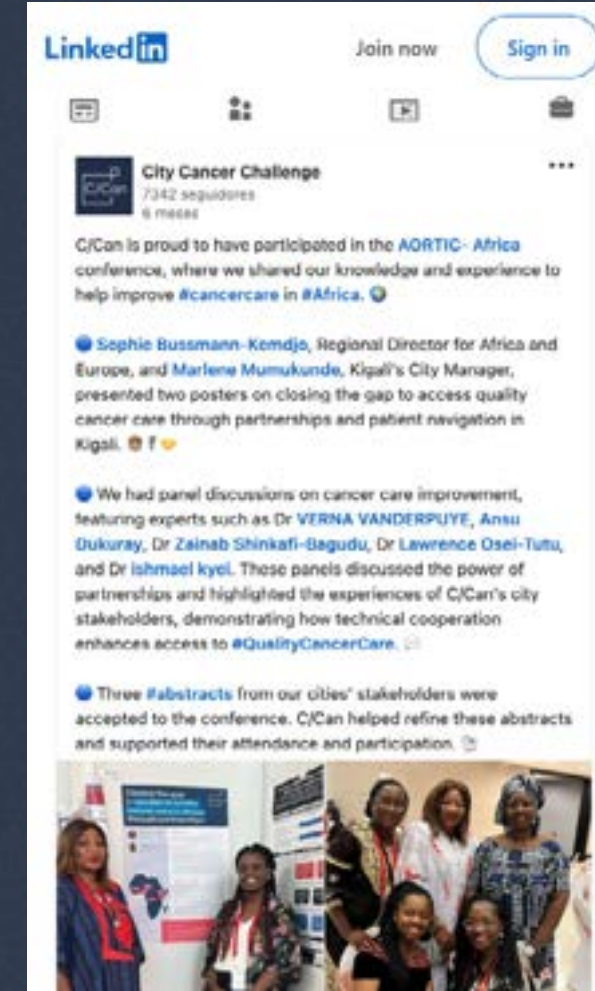 Linked in
Join now
Sign in
City Cancer Challenge
7342 seguidores
6 meses
C/Can is proud to have participated in the AORTIC- Africa
conference, where we shared our knowledge and experience to
help improve #cancercare in #Africa.
Sophie Bussmann-Kemdjo, Regional Director for Africa and
Europe, and Marlene Mumukunde, Kigali's City Manager,
presented two posters on closing the gap to access quality
cancer care through partnerships and patient navigation in
Kigali.
We had panel discussions on cancer care improvement,
featuring experts such as Dr VERNA VANDERPUYE, Ansu
Dukuray, Dr Zainab Shinkafi-Bagudu, Dr Lawrence Osei-Tutu,
and Dr ishmael kyei. These panels discussed the power of
partnerships and highlighted the experiences of C/Can's city
stakeholders, demonstrating how technical cooperation
enhances access to #QualityCancerCare.
Three #abstracts from our cities' stakeholders were
accepted to the conference. C/Can helped refine these abstracts
and supported their attendance and participation.